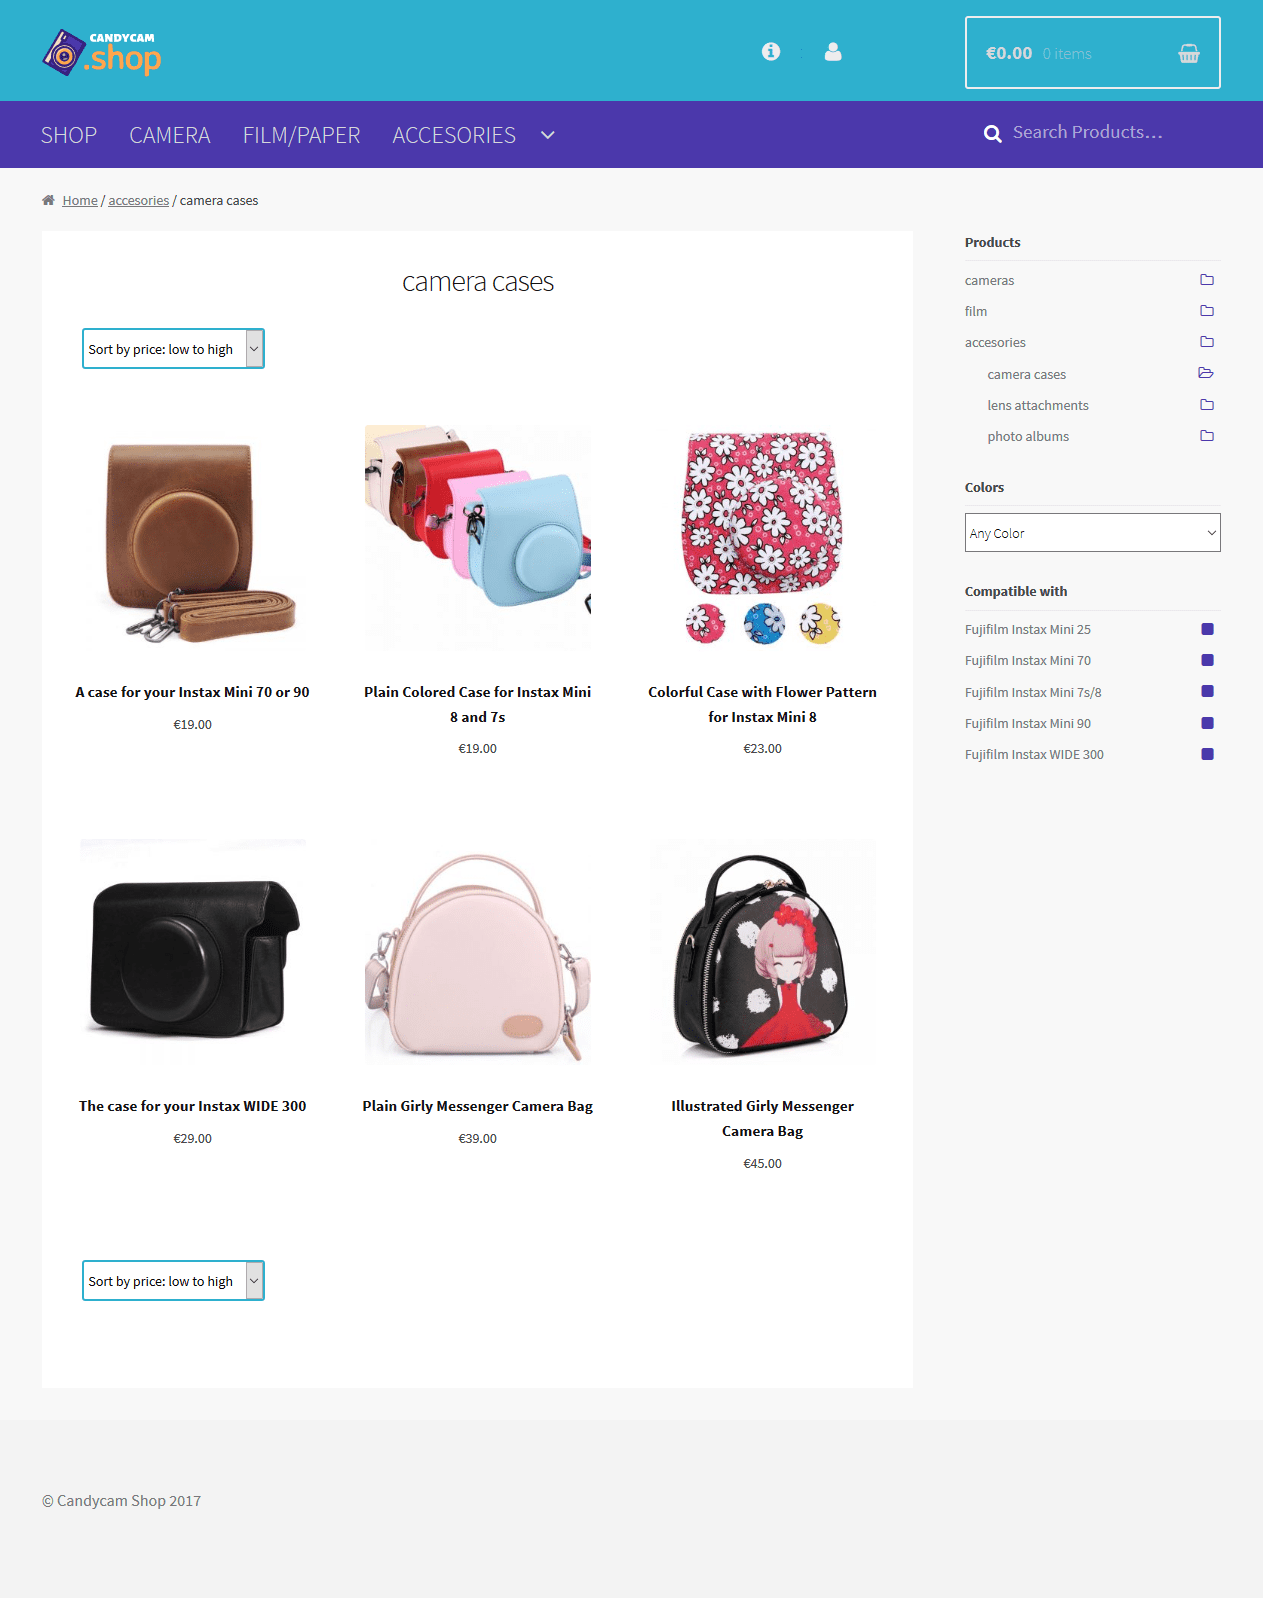 CANDYCAM
.shop
€0.00 0 items
SHOP CAMERA FILM/PAPER ACCESORIES
Search Products...
Home / accesories / camera cases
camera cases
Sort by price: low to high
A case for your Instax Mini 70 or 90
€19.00
Plain Colored Case for Instax Mini
8 and 7s
€19.00
Colorful Case with Flower Pattern
for Instax Mini 8
€23.00
The case for your Instax WIDE 300
€29.00
Plain Girly Messenger Camera Bag
€39.00
Illustrated Girly Messenger
Camera Bag
€45.00
Sort by price: low to high
Products
cameras
film
accesories
camera cases
lens attachments
photo albums
Colors
Any Color
Compatible with
Fujifilm Instax Mini 25
Fujifilm Instax Mini 70
Fujifilm Instax Mini 7s/8
Fujifilm Instax Mini 90
Fujifilm Instax WIDE 300
© Candycam Shop 2017